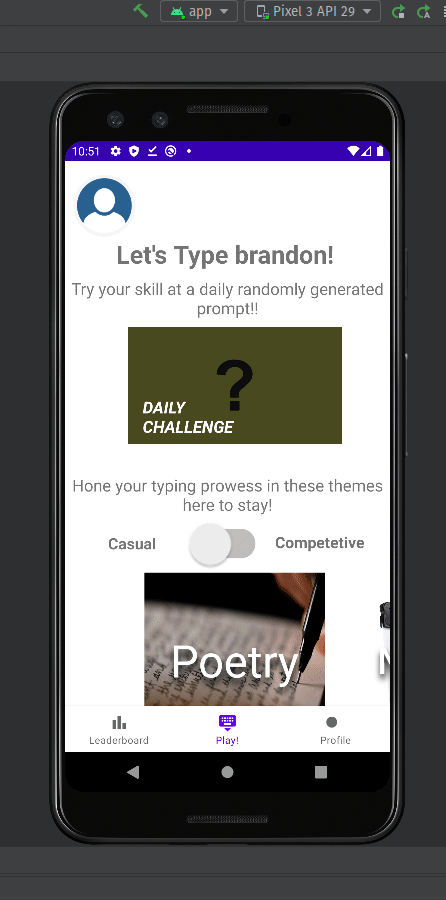 app
Pixel 3 API 29
10:51
Let's Type brandon!
Try your skill at a daily randomly generated
prompt!!
?
DAILY
CHALLENGE
Hone your typing prowess in these themes
here to stay!
Casual
Competetive
Poetry
Leaderboard
Play!
Profile